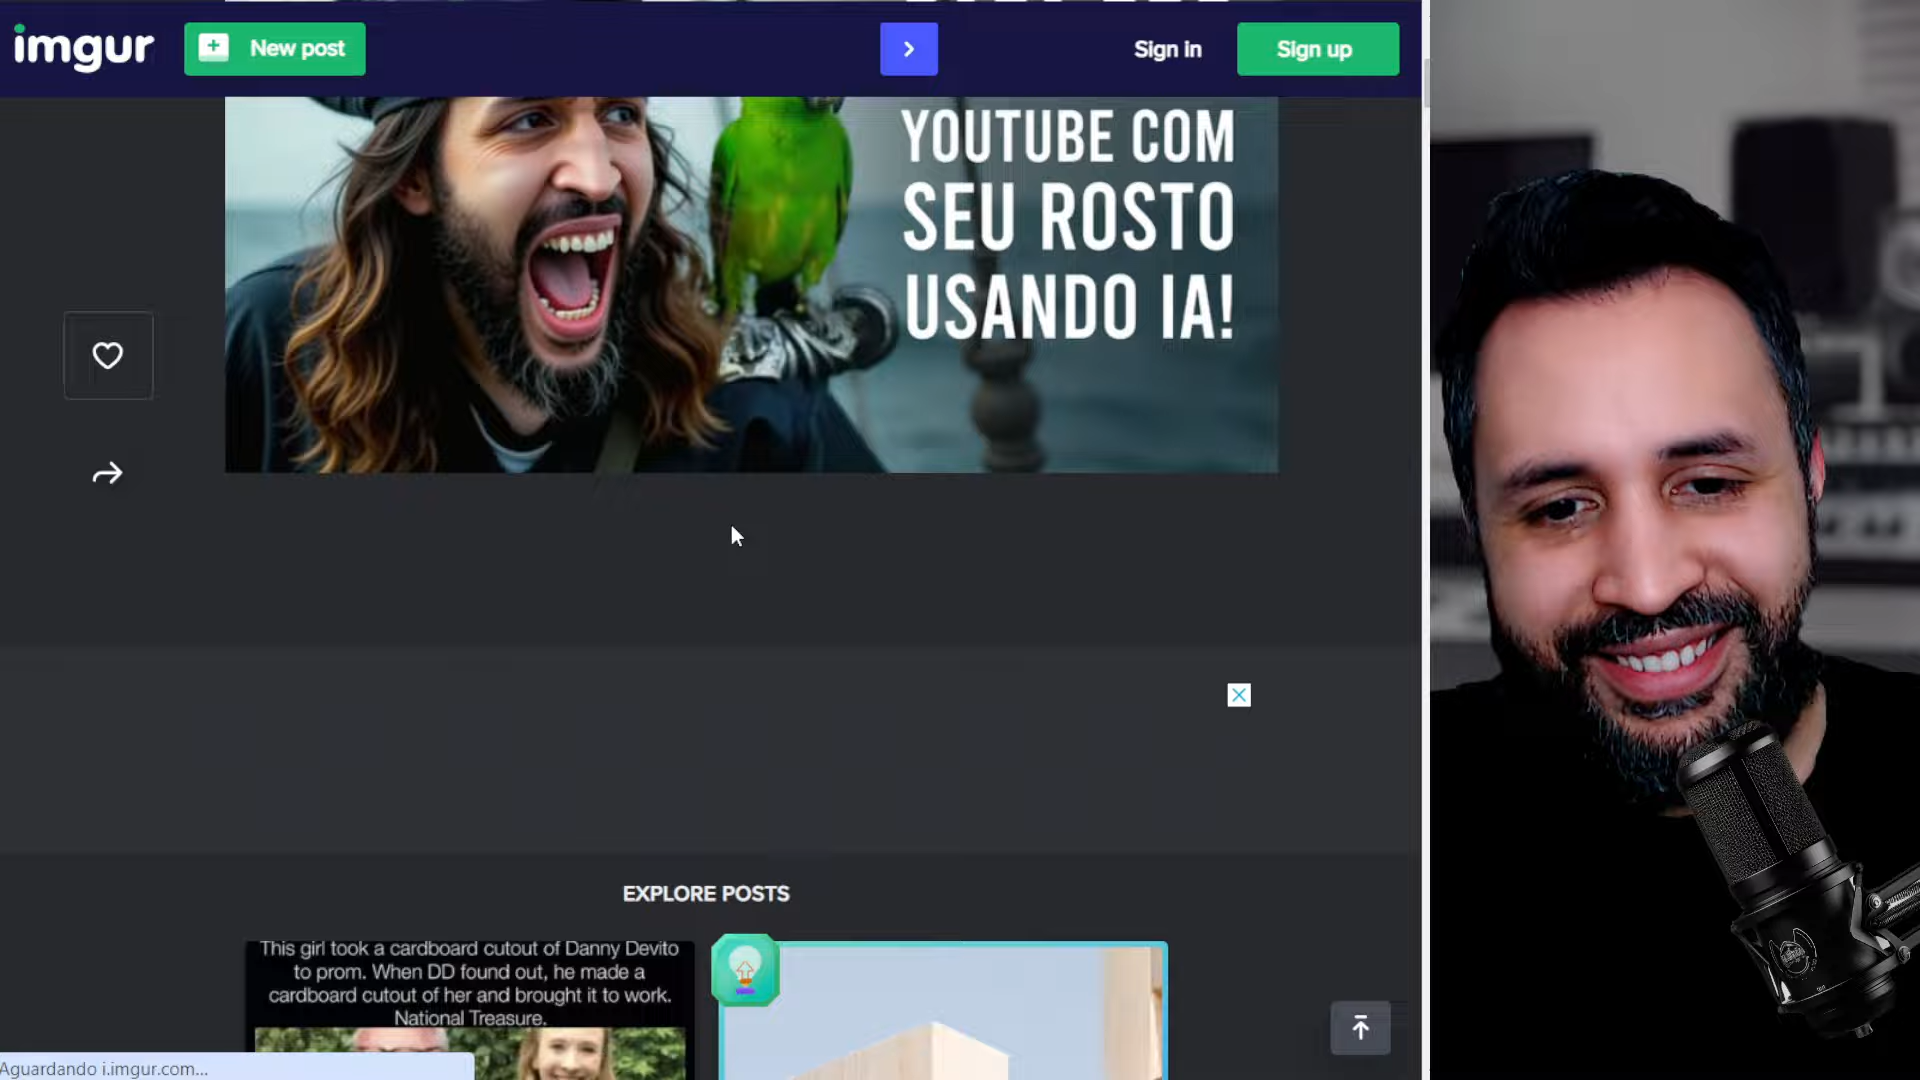 imgur
New post
Sign in
Sign up
YOUTUBE COM
SEU ROSTO
USANDO IA!
EXPLORE POSTS
This girl took a cardboard cutout of Danny Devito
to prom. When DD found out, he made a
cardboard cutout of her and brought it to work.
National Treasure.
Aguardando i.imgur.com...